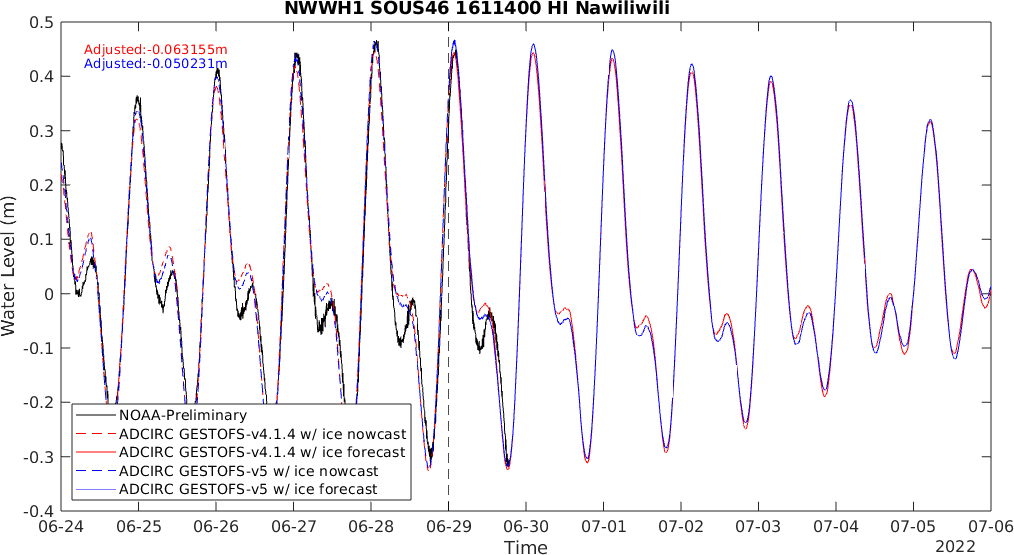 NWWH1 SOUS46 1611400 HI Nawiliwili
Adjusted:-0.063155m
Adjusted:-0.050231m
0.5
0.4
0.3
0.2
0.1
0
-0.1
-0.2
-0.3
-0.4
Water Level (m)
NOAA-Preliminary
ADCIRC GESTOFS-v4.1.4 w/ ice nowcast
ADCIRC GESTOFS-v4.1.4 w/ ice forecast
ADCIRC GESTOFS-v5 w/ ice nowcast
ADCIRC GESTOFS-v5 w/ ice forecast
06-24 06-25 06-26 06-27 06-28 06-29 06-30 07-01 07-02 07-03 07-04 07-05 07-06
Time
2022